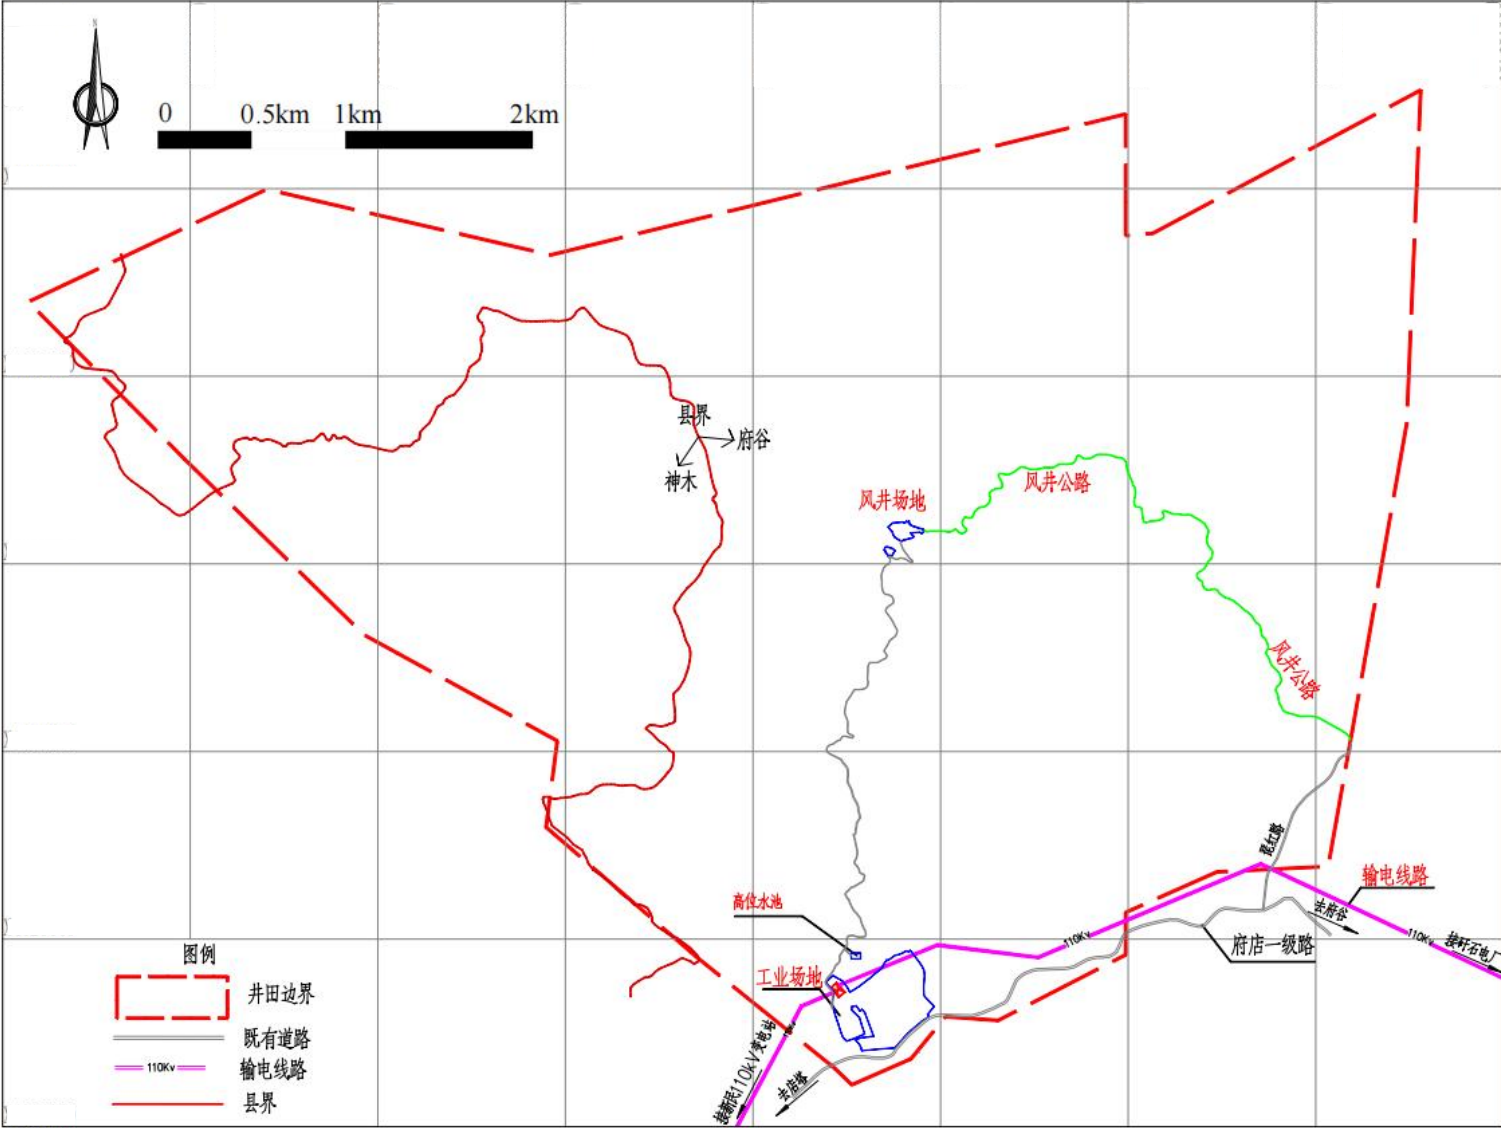 N
0 0.5km 1km 2km
县界
府谷
神木
风井场地
风井公路
风井公路
琵红路
高位水池
输电线路
去府谷
110Kv
110Kv
接矸石电厂
府店一级路
工业场地
接新民110kV变电站
去店塔
图例
井田边界
既有道路
110Kv
输电线路
县界